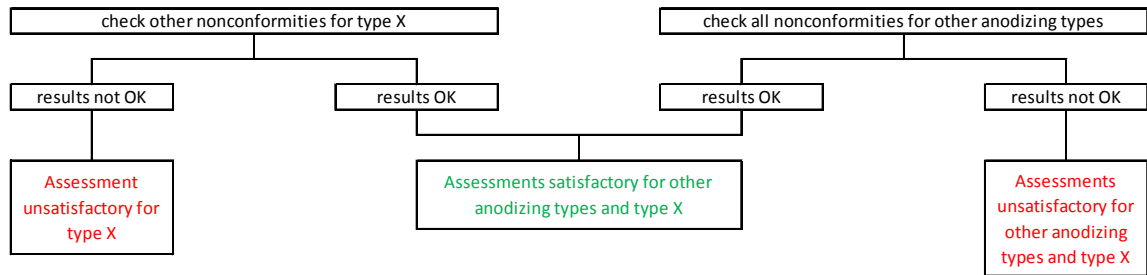 check other nonconformities for type X
check all nonconformities for other anodizing types
results not OK
results OK
results OK
results not OK
Assessment
unsatisfactory for
type X
Assessments satisfactory for other
anodizing types and type X
Assessments
unsatisfactory for
other anodizing
types and type X